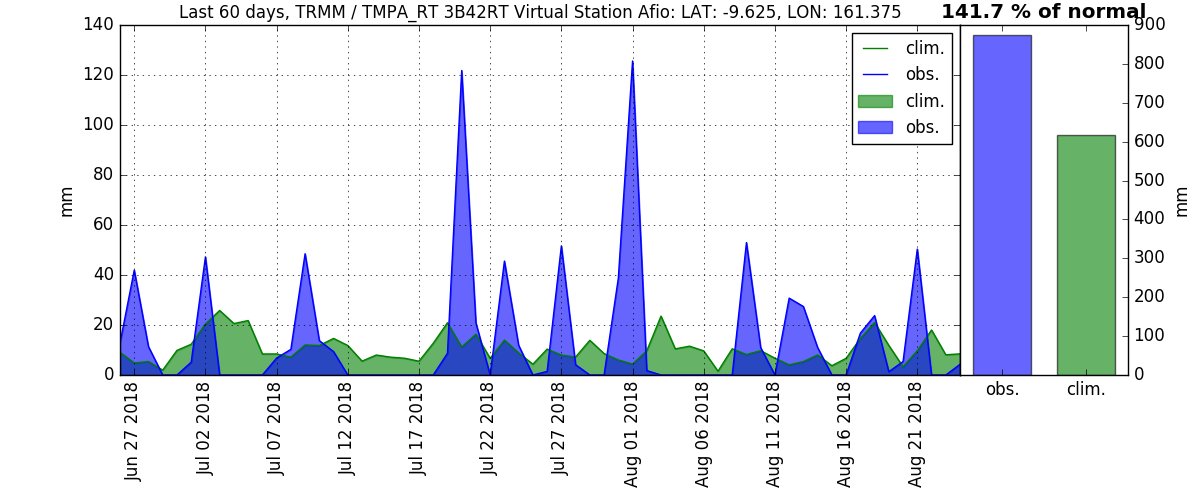 Last 60 days, TRMM / TMPA_RT 3B42RT Virtual Station Afio: LAT: -9.625, LON: 161.375
141.7 % of normal
140
120
100
80
60
40
20
0
mm
clim.
obs.
clim.
obs.
Jun 27 2018
Jul 02 2018
Jul 07 2018
Jul 12 2018
Jul 17 2018
Jul 22 2018
Jul 27 2018
Aug 01 2018
Aug 06 2018
Aug 11 2018
Aug 16 2018
Aug 21 2018
900
800
700
600
500
400
300
200
100
0
mm
obs.
clim.